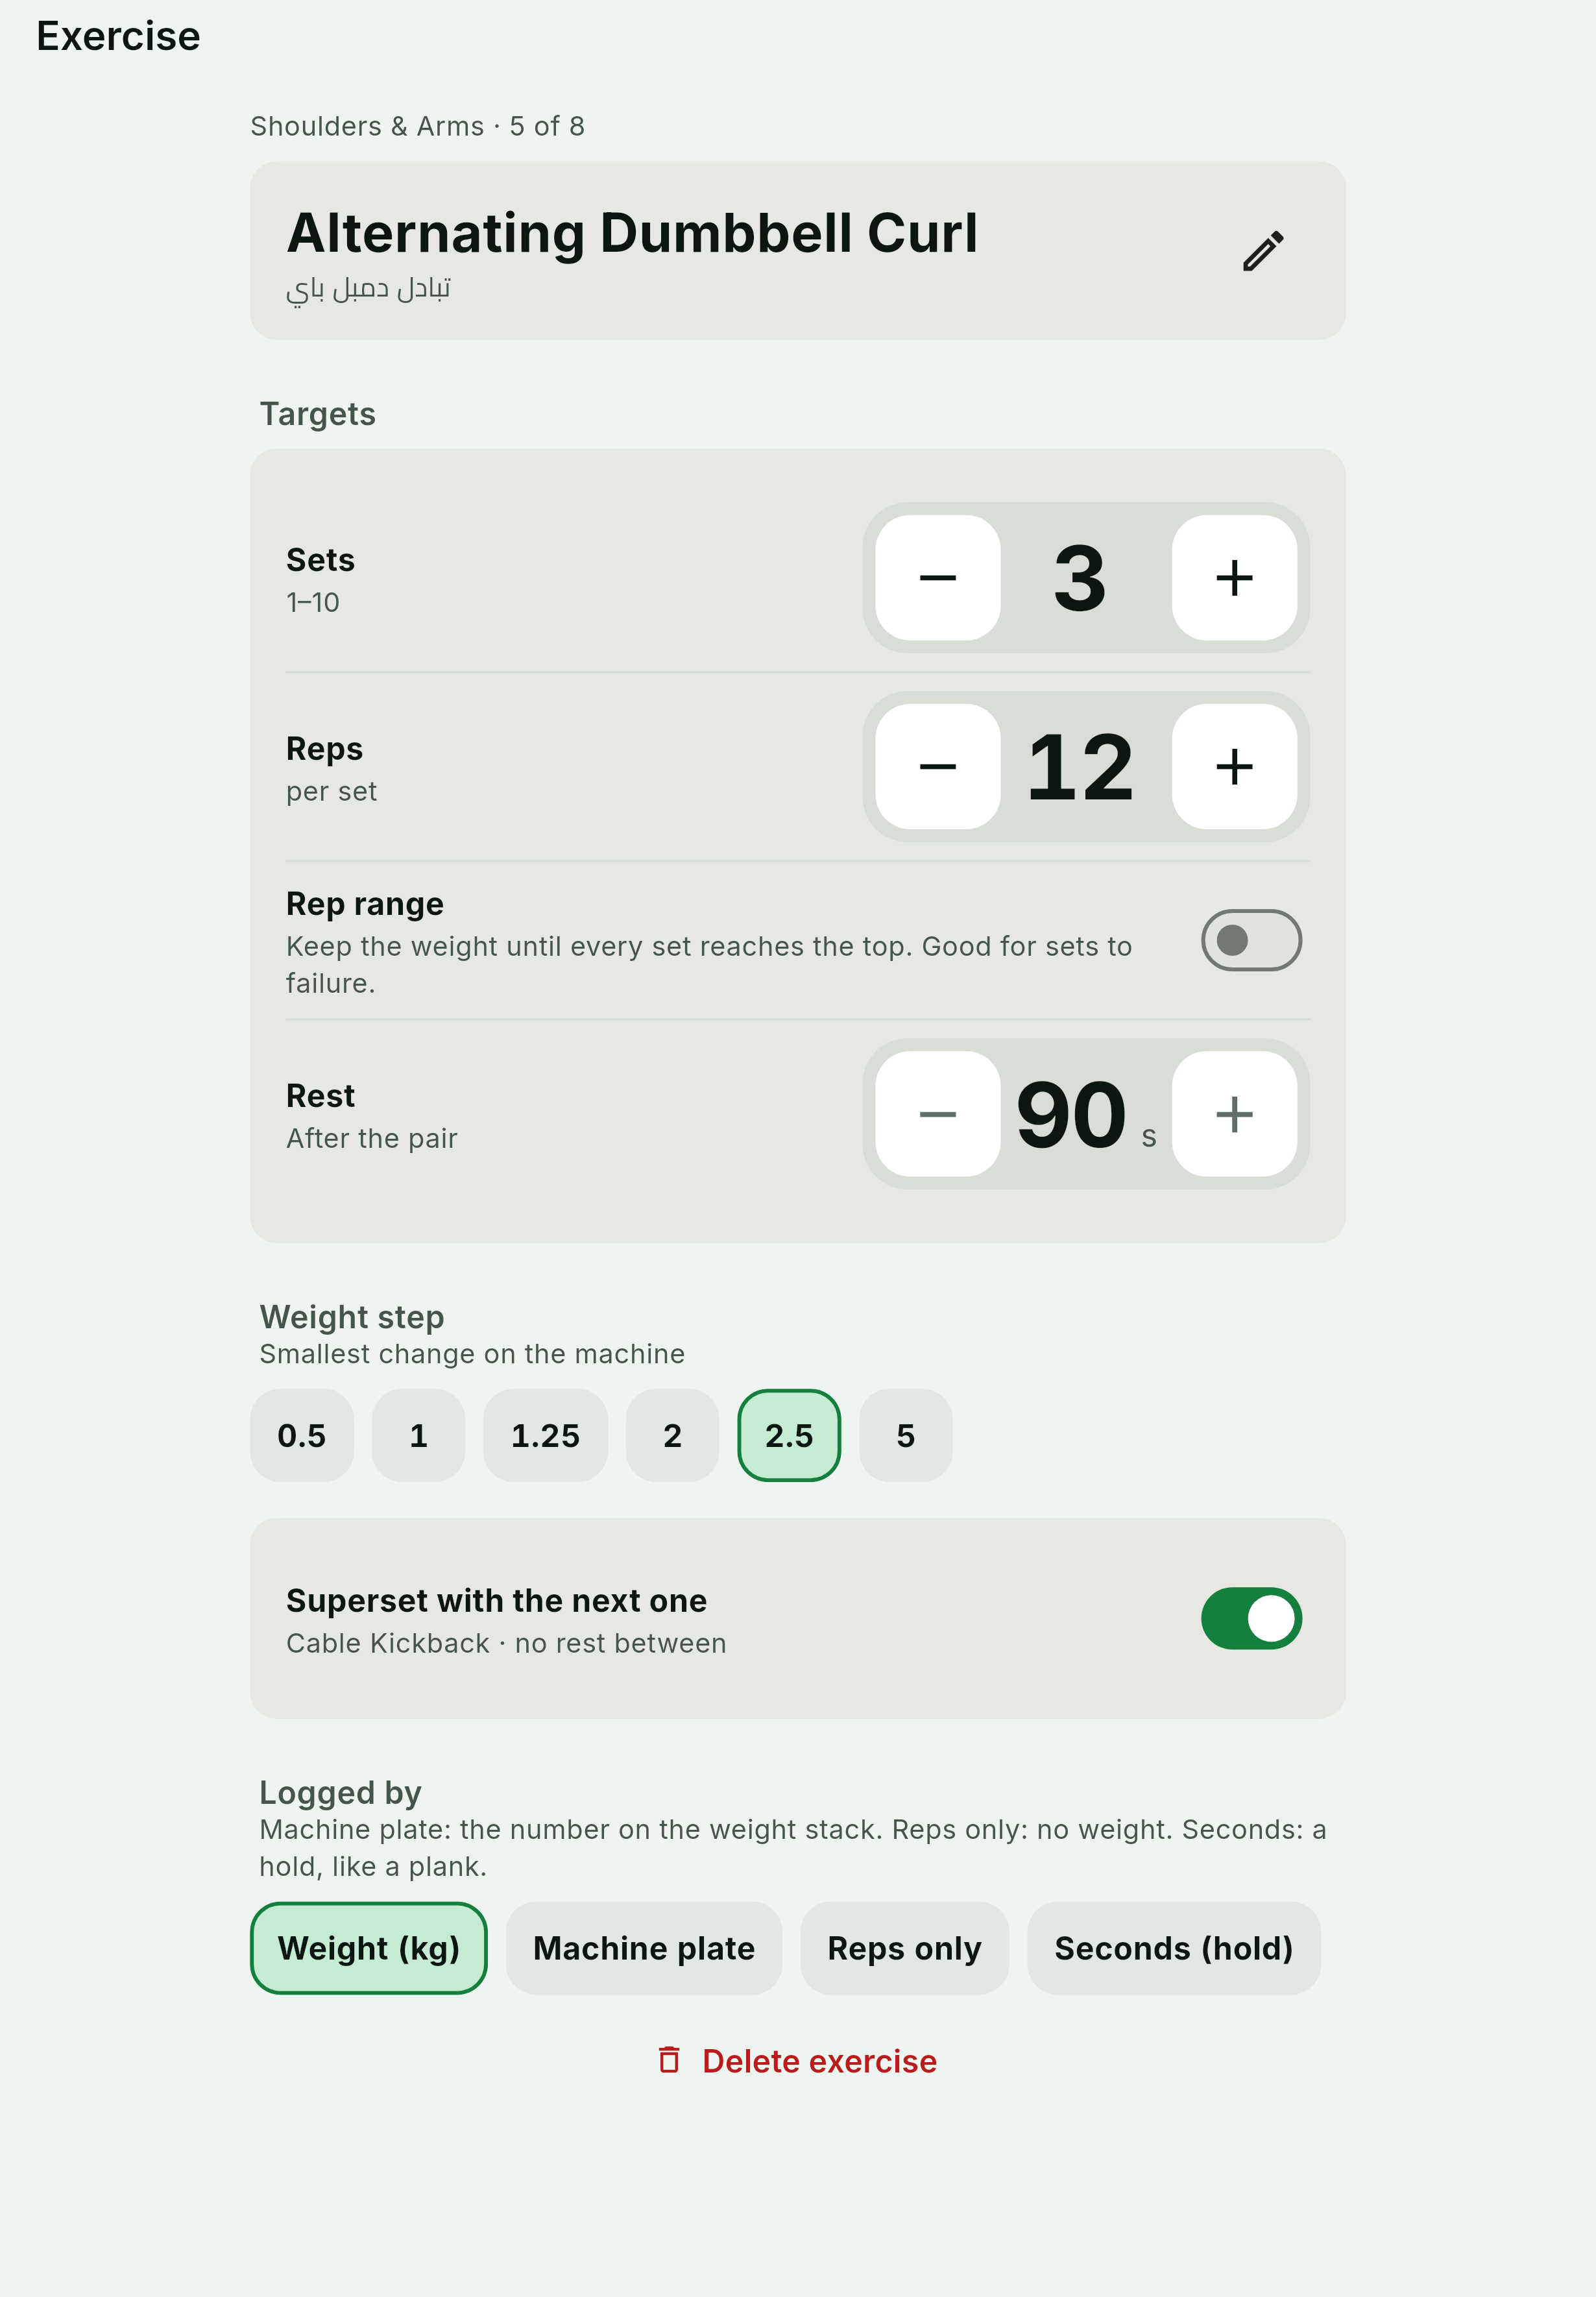 Exercise
Shoulders & Arms · 5 of 8
Alternating Dumbbell Curl
تبادل دمبل باي
Targets
Sets
1–10
− 3 +
Reps
per set
− 12 +
Rep range
Keep the weight until every set reaches the top. Good for sets to
failure.
Rest
After the pair
− 90 s +
Weight step
Smallest change on the machine
0.5 1 1.25 2 2.5 5
Superset with the next one
Cable Kickback · no rest between
Logged by
Machine plate: the number on the weight stack. Reps only: no weight. Seconds: a
hold, like a plank.
Weight (kg) Machine plate Reps only Seconds (hold)
Delete exercise